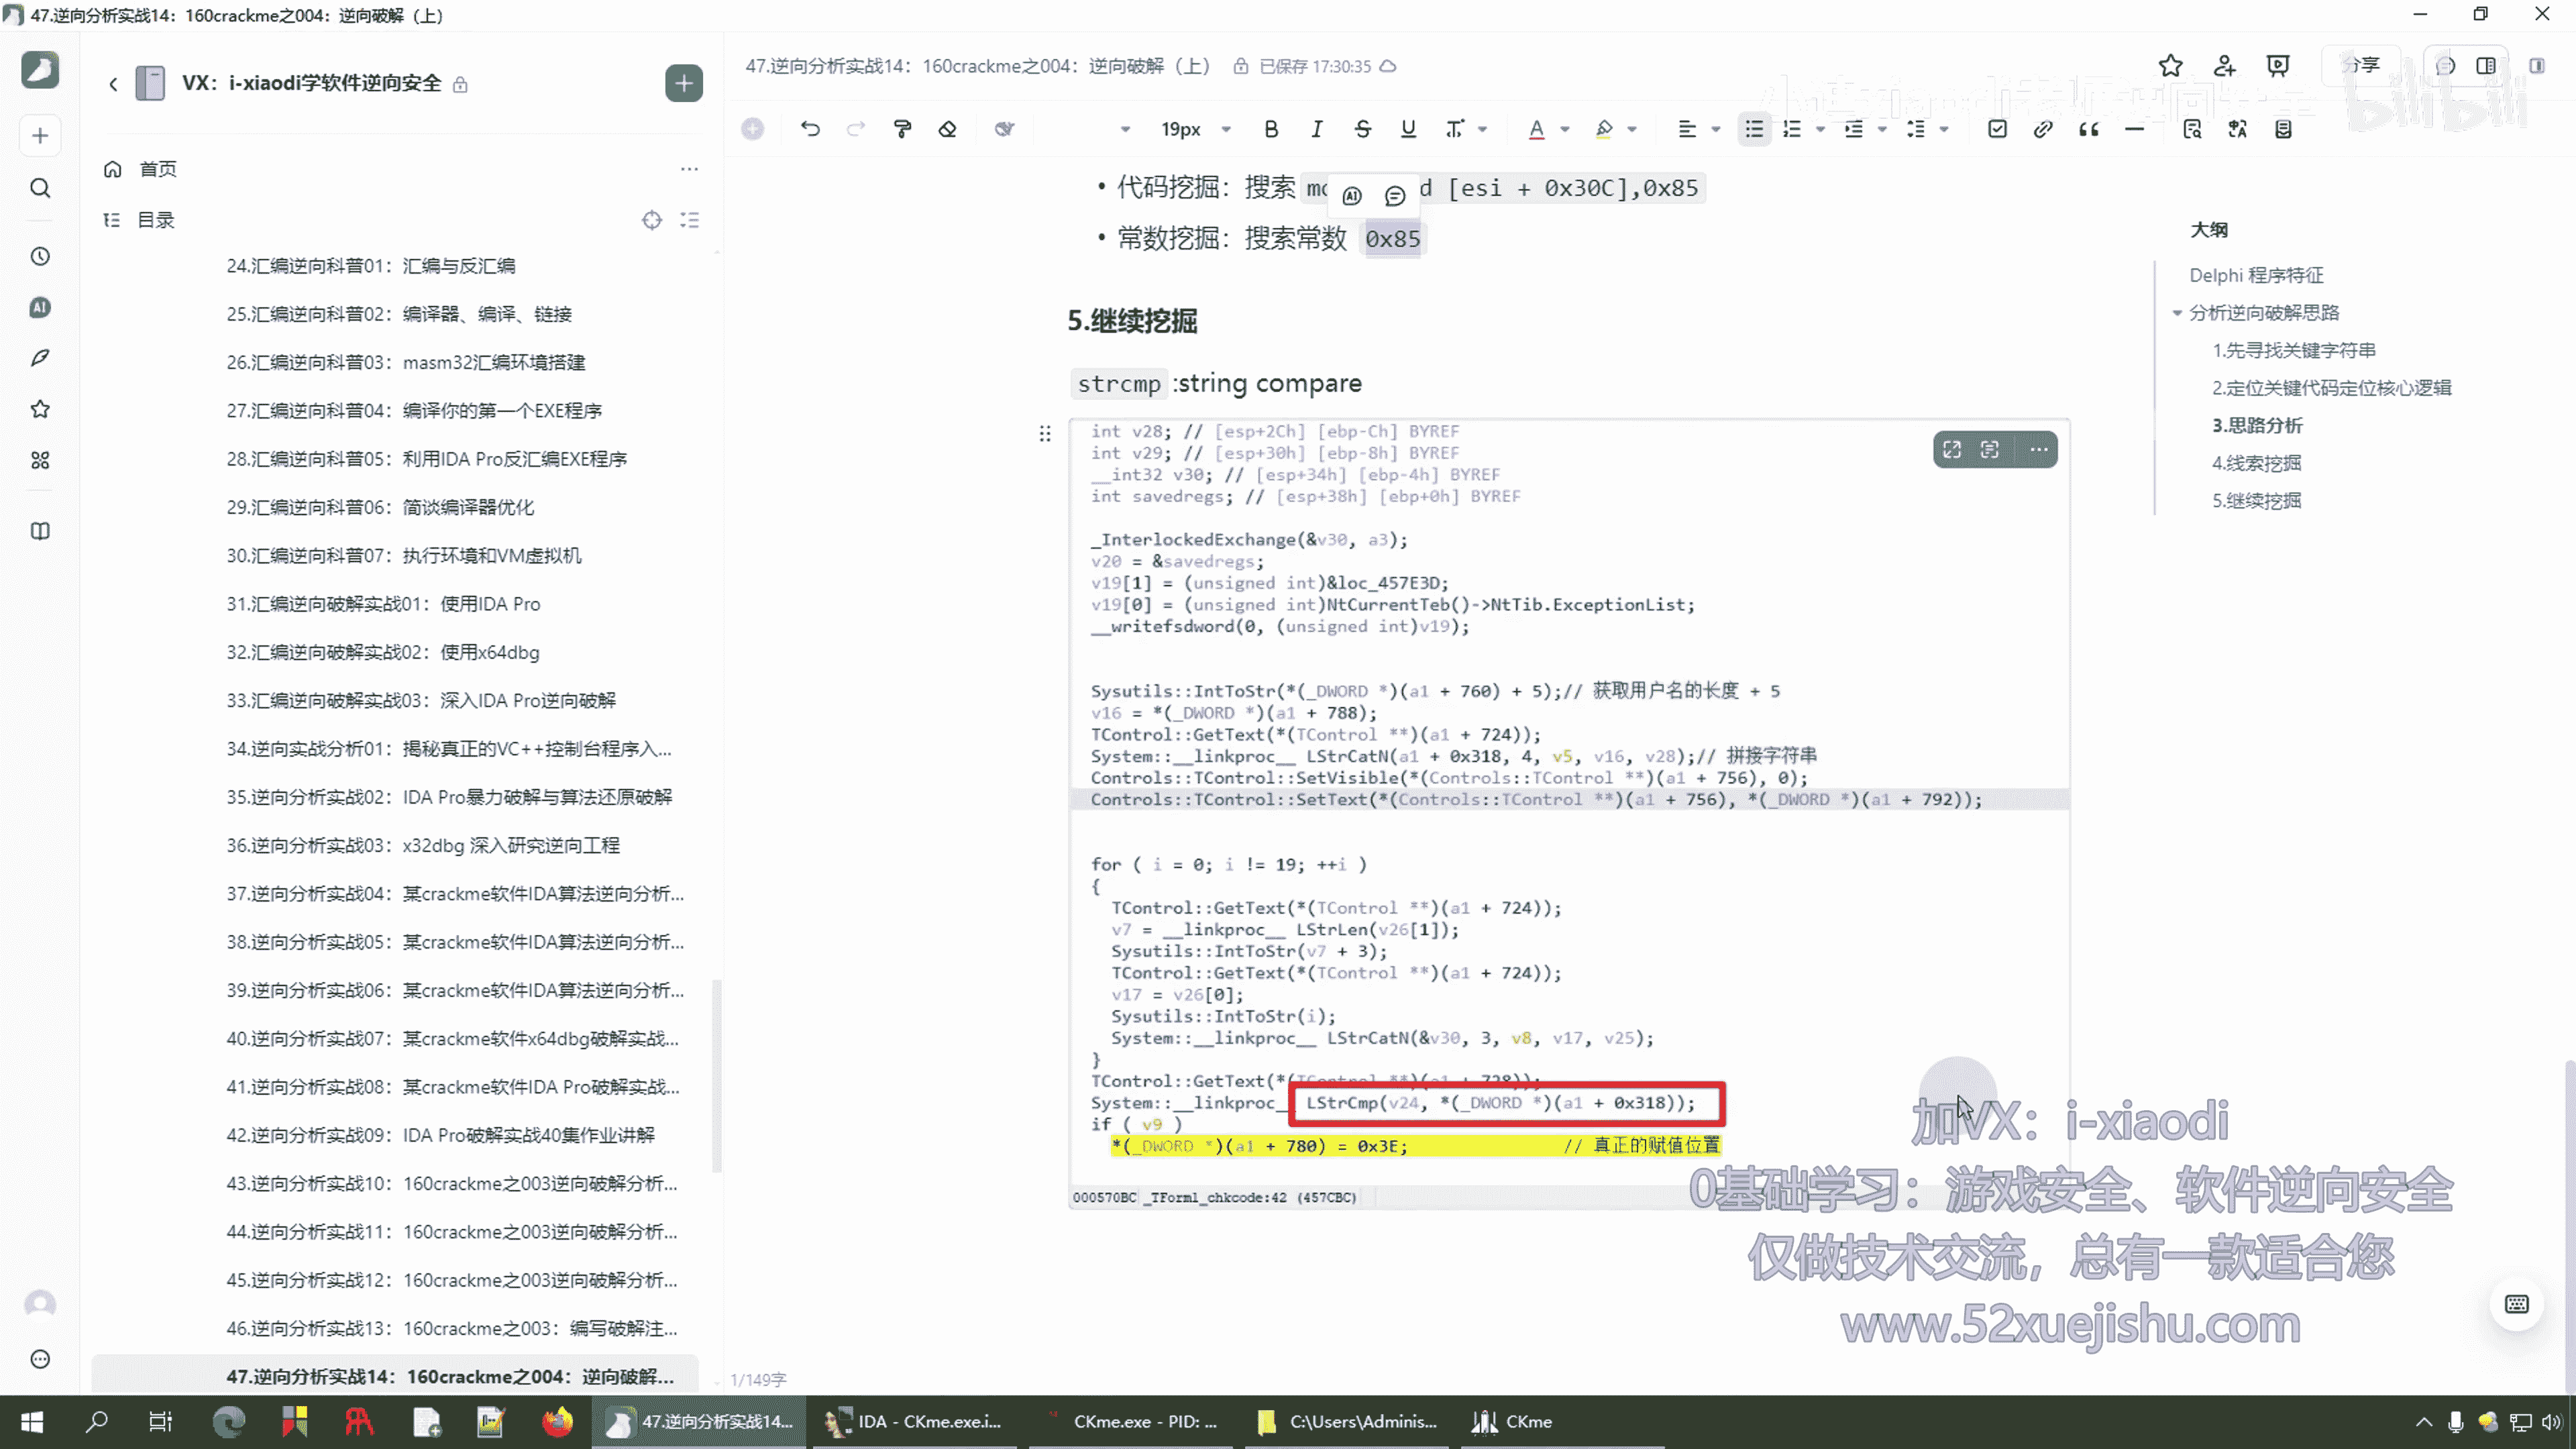 47.逆向分析实战14：160crackme之004：逆向破解（上）
VX：i-xiaodi学软件逆向安全
首页
目录
24.汇编逆向科普01：汇编与反汇编
25.汇编逆向科普02：编译器、编译、链接
26.汇编逆向科普03：masm32汇编环境搭建
27.汇编逆向科普04：编译你的第一个EXE程序
28.汇编逆向科普05：利用IDA Pro反汇编EXE程序
29.汇编逆向科普06：简谈编译器优化
30.汇编逆向科普07：执行环境和VM虚拟机
31.汇编逆向破解实战01：使用IDA Pro
32.汇编逆向破解实战02：使用x64dbg
33.汇编逆向破解实战03：深入IDA Pro逆向破解
34.逆向实战分析01：揭秘真正的VC++控制台程序入...
35.逆向分析实战02：IDA Pro暴力破解与算法还原破解
36.逆向分析实战03：x32dbg 深入研究逆向工程
37.逆向分析实战04：某crackme软件IDA算法逆向分析...
38.逆向分析实战05：某crackme软件IDA算法逆向分析...
39.逆向分析实战06：某crackme软件IDA算法逆向分析...
40.逆向分析实战07：某crackme软件x64dbg破解实战...
41.逆向分析实战08：某crackme软件IDA Pro破解实战...
42.逆向分析实战09：IDA Pro破解实战40集作业讲解
43.逆向分析实战10：160crackme之003逆向破解分析...
44.逆向分析实战11：160crackme之003逆向破解分析...
45.逆向分析实战12：160crackme之003逆向破解分析...
46.逆向分析实战13：160crackme之003：编写破解注...
47.逆向分析实战14：160crackme之004：逆向破解...
47.逆向分析实战14：160crackme之004：逆向破解（上） 已保存 17:30:35
分享
bilibili
19px
• 代码挖掘：搜索 d [esi + 0x30C],0x85
• 常数挖掘：搜索常数 0x85
5.继续挖掘
strcmp :string compare
int v28; // [esp+2Ch] [ebp-Ch] BYREF
int v29; // [esp+30h] [ebp-8h] BYREF
__int32 v30; // [esp+34h] [ebp-4h] BYREF
int savedregs; // [esp+38h] [ebp+0h] BYREF
_InterlockedExchange(&v30, a3);
v20 = &savedregs;
v19[1] = (unsigned int)&loc_457E3D;
v19[0] = (unsigned int)NtCurrentTeb()->NtTib.ExceptionList;
__writefsdword(0, (unsigned int)v19);
Sysutils::IntToStr(*(_DWORD *)(a1 + 760) + 5);// 获取用户名的长度 + 5
v16 = *(_DWORD *)(a1 + 788);
TControl::GetText(*(TControl **)(a1 + 724));
System::__linkproc__ LStrCatN(a1 + 0x318, 4, v5, v16, v28);// 拼接字符串
Controls::TControl::SetVisible(*(Controls::TControl **)(a1 + 756), 0);
Controls::TControl::SetText(*(Controls::TControl **)(a1 + 756), *(_DWORD *)(a1 + 792));
for ( i = 0; i != 19; ++i )
{
TControl::GetText(*(TControl **)(a1 + 724));
v7 = __linkproc__ LStrLen(v26[1]);
Sysutils::IntToStr(v7 + 3);
TControl::GetText(*(TControl **)(a1 + 724));
v17 = v26[0];
Sysutils::IntToStr(i);
System::__linkproc__ LStrCatN(&v30, 3, v8, v17, v25);
}
TControl::GetText(*(TControl **)(a1 + 728));
System::__linkproc__ LStrCmp(v24, *(_DWORD *)(a1 + 0x318));
if ( v9 )
*(_DWORD *)(a1 + 780) = 0x3E; // 真正的赋值位置
000570BC _TForm1_chkcode:42 (457CBC)
大纲
Delphi 程序特征
分析逆向破解思路
1.先寻找关键字符串
2.定位关键代码定位核心逻辑
3.思路分析
4.线索挖掘
5.继续挖掘
加VX：i-xiaodi
0基础学习：游戏安全、软件逆向安全
仅做技术交流，总有一款适合您
www.52xuejishu.com
1/149字
47.逆向分析实战14...
IDA - CKme.exe.i...
CKme.exe - PID: ...
C:\Users\Adminis...
CKme